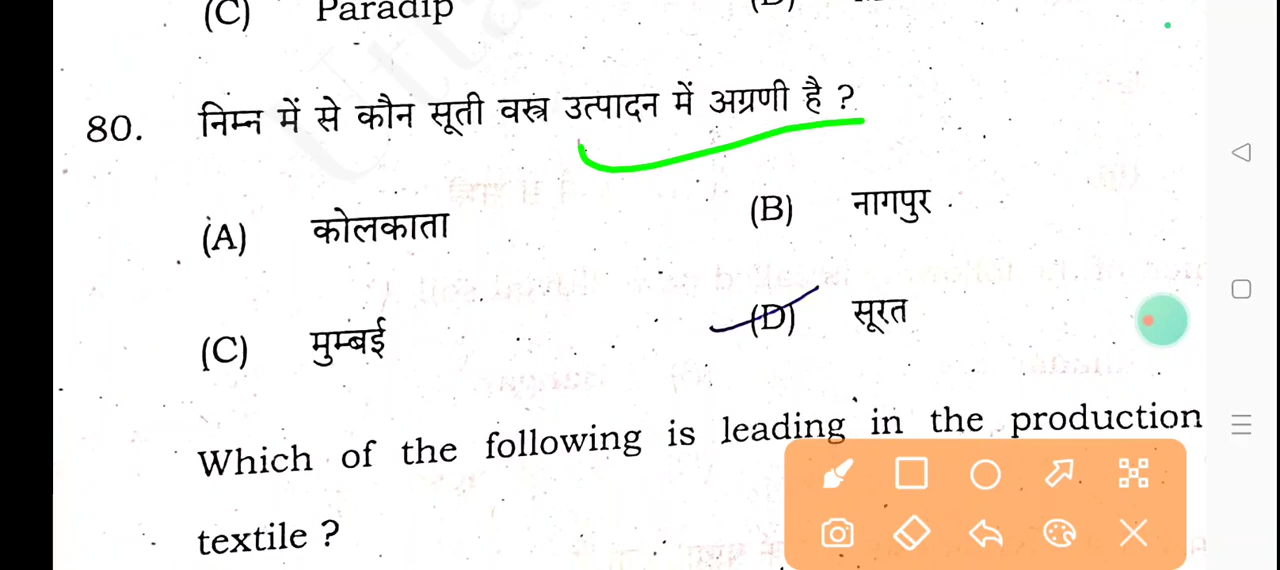 (C) Paradip
80. निम्न में से कौन सूती वस्त्र उत्पादन में अग्रणी है ?
(A) कोलकाता (B) नागपुर
(C) मुम्बई (D) सूरत
Which of the following is leading in the production
textile ?